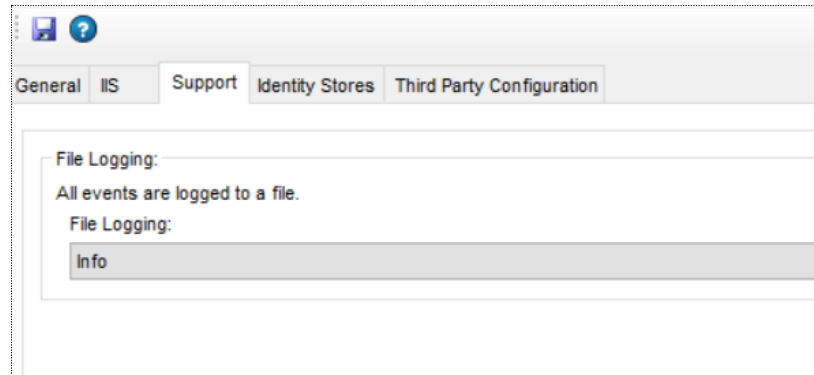 General IIS Support Identity Stores Third Party Configuration
File Logging:
All events are logged to a file.
File Logging:
Info